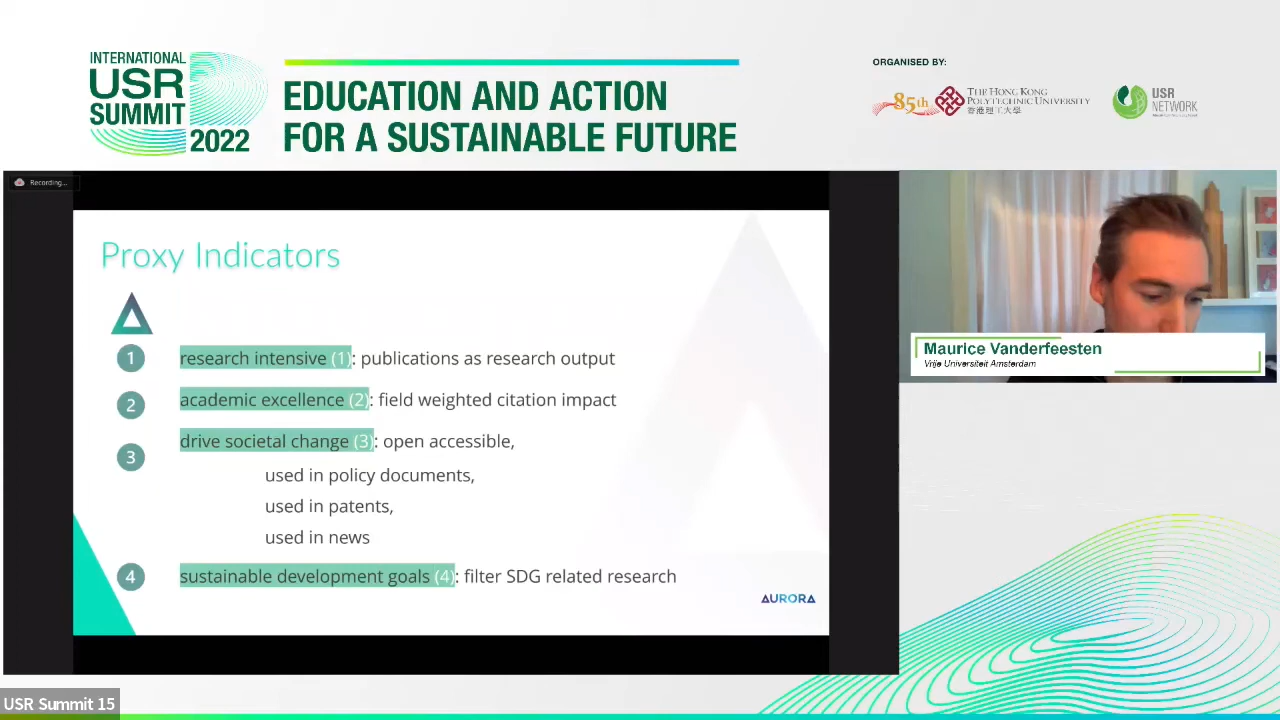 INTERNATIONAL
USR
SUMMIT
2022
EDUCATION AND ACTION
FOR A SUSTAINABLE FUTURE
ORGANISED BY:
85th
THE HONG KONG
POLYTECHNIC UNIVERSITY
香港理工大學
USR
NETWORK
Recording...
Proxy Indicators
1 research intensive (1): publications as research output
2 academic excellence (2): field weighted citation impact
3 drive societal change (3): open accessible,
used in policy documents,
used in patents,
used in news
4 sustainable development goals (4): filter SDG related research
AURORA
Maurice Vanderfeesten
Vrije Universiteit Amsterdam
USR Summit 15